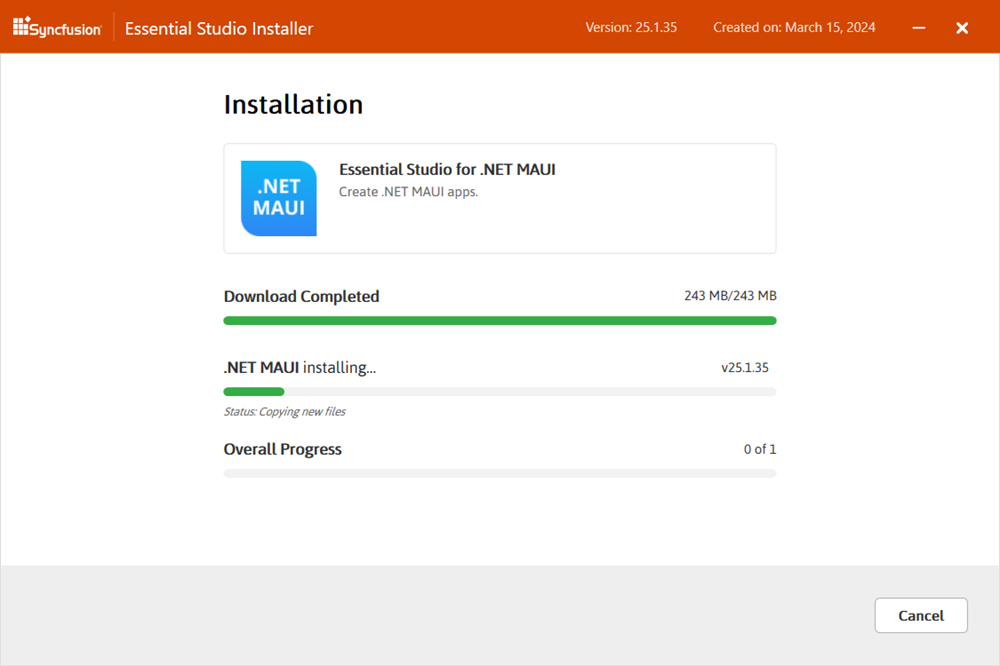 Syncfusion Essential Studio Installer Version: 25.1.35 Created on: March 15, 2024
Installation
.NET
MAUI
Essential Studio for .NET MAUI
Create .NET MAUI apps.
Download Completed 243 MB/243 MB
.NET MAUI installing... v25.1.35
Status: Copying new files
Overall Progress 0 of 1
Cancel